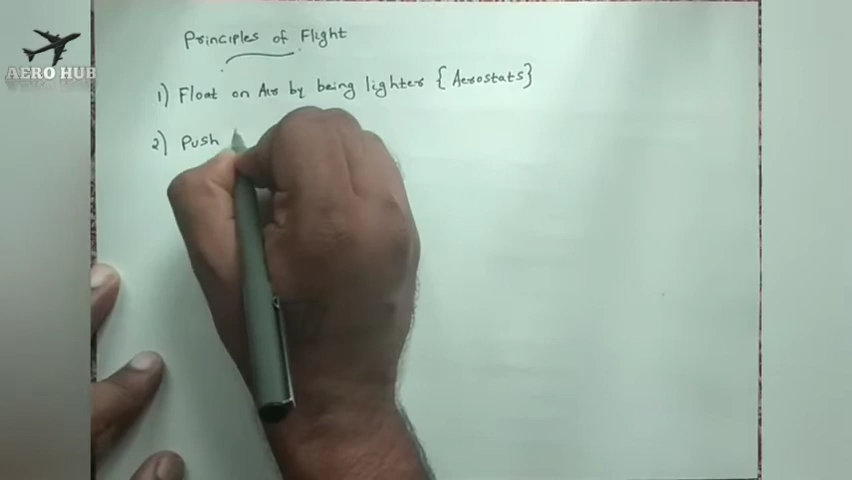 AERO HUB
Principles of Flight
1) Float on Air by being lighter { Aerostats}
2) Push